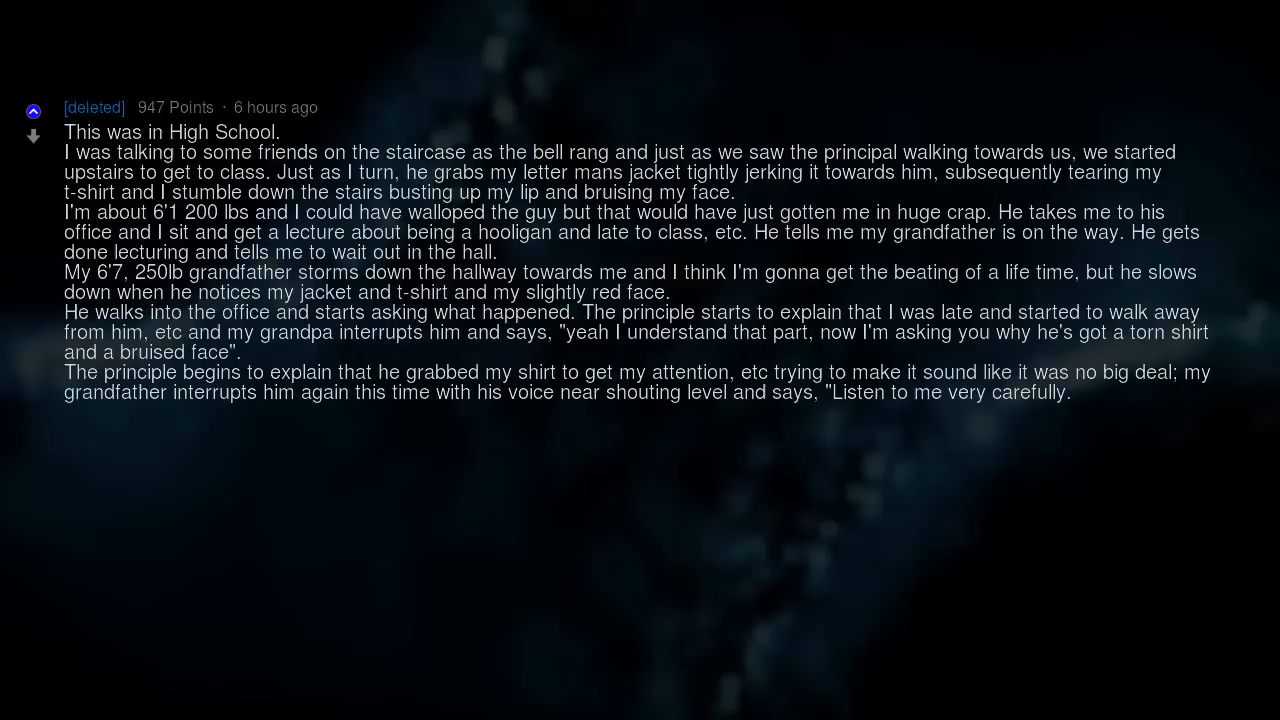 [deleted] 947 Points · 6 hours ago
This was in High School.
I was talking to some friends on the staircase as the bell rang and just as we saw the principal walking towards us, we started
upstairs to get to class. Just as I turn, he grabs my letter mans jacket tightly jerking it towards him, subsequently tearing my
t-shirt and I stumble down the stairs busting up my lip and bruising my face.
I'm about 6'1 200 lbs and I could have walloped the guy but that would have just gotten me in huge crap. He takes me to his
office and I sit and get a lecture about being a hooligan and late to class, etc. He tells me my grandfather is on the way. He gets
done lecturing and tells me to wait out in the hall.
My 6'7, 250lb grandfather storms down the hallway towards me and I think I'm gonna get the beating of a life time, but he slows
down when he notices my jacket and t-shirt and my slightly red face.
He walks into the office and starts asking what happened. The principle starts to explain that I was late and started to walk away
from him, etc and my grandpa interrupts him and says, "yeah I understand that part, now I'm asking you why he's got a torn shirt
and a bruised face".
The principle begins to explain that he grabbed my shirt to get my attention, etc trying to make it sound like it was no big deal; my
grandfather interrupts him again this time with his voice near shouting level and says, "Listen to me very carefully.